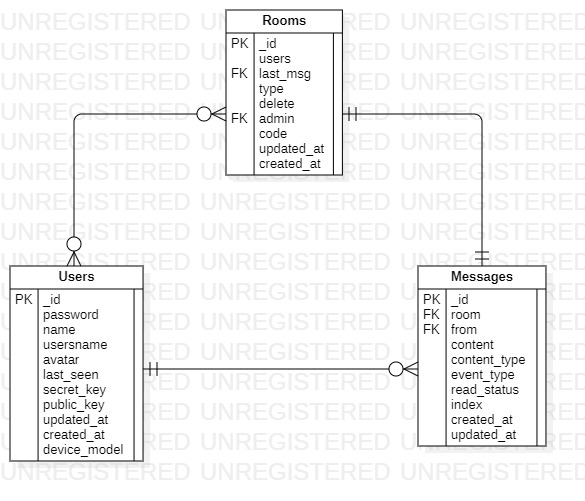 Rooms
PK _id
users
FK last_msg
type
delete
FK admin
code
updated_at
created_at
Users
PK _id
password
name
usersname
avatar
last_seen
secret_key
public_key
updated_at
created_at
device_model
Messages
PK _id
FK room
FK from
content
content_type
event_type
read_status
index
created_at
updated_at
UNREGISTERED